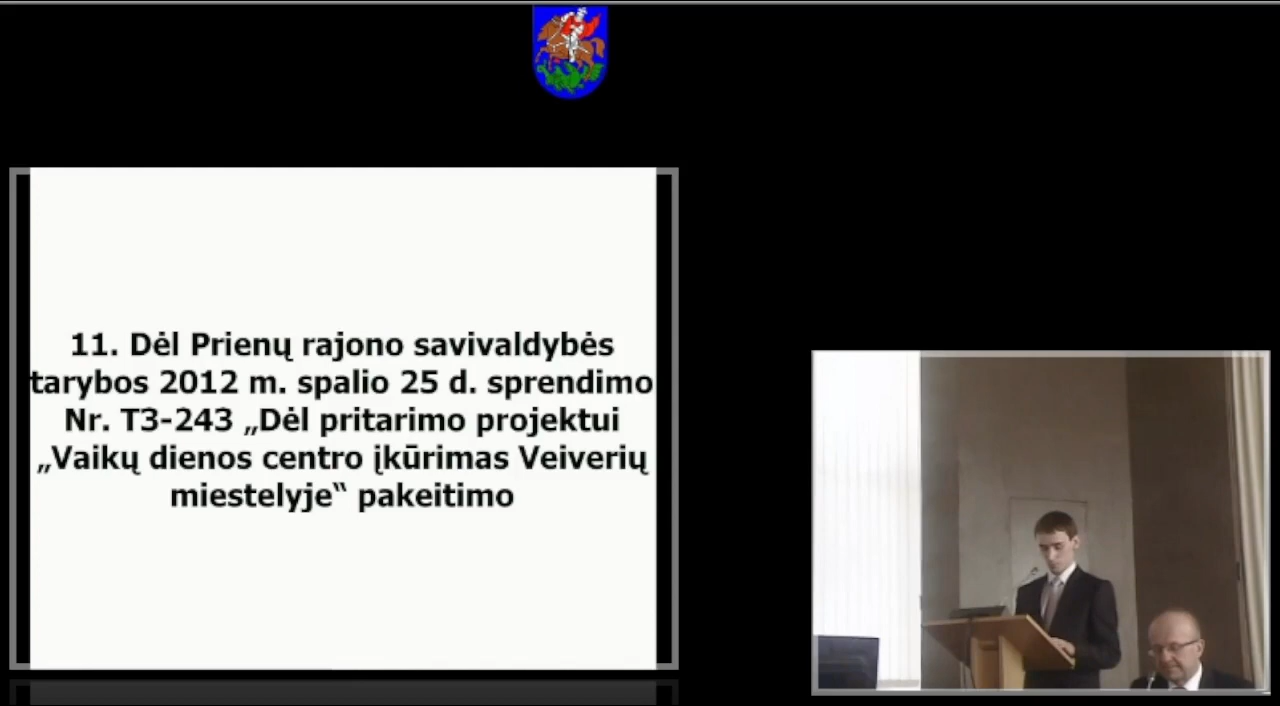 11. Dėl Prienų rajono savivaldybės
tarybos 2012 m. spalio 25 d. sprendimo
Nr. T3-243 „Dėl pritarimo projektui
„Vaikų dienos centro įkūrimas Veiverių
miestelyje“ pakeitimo